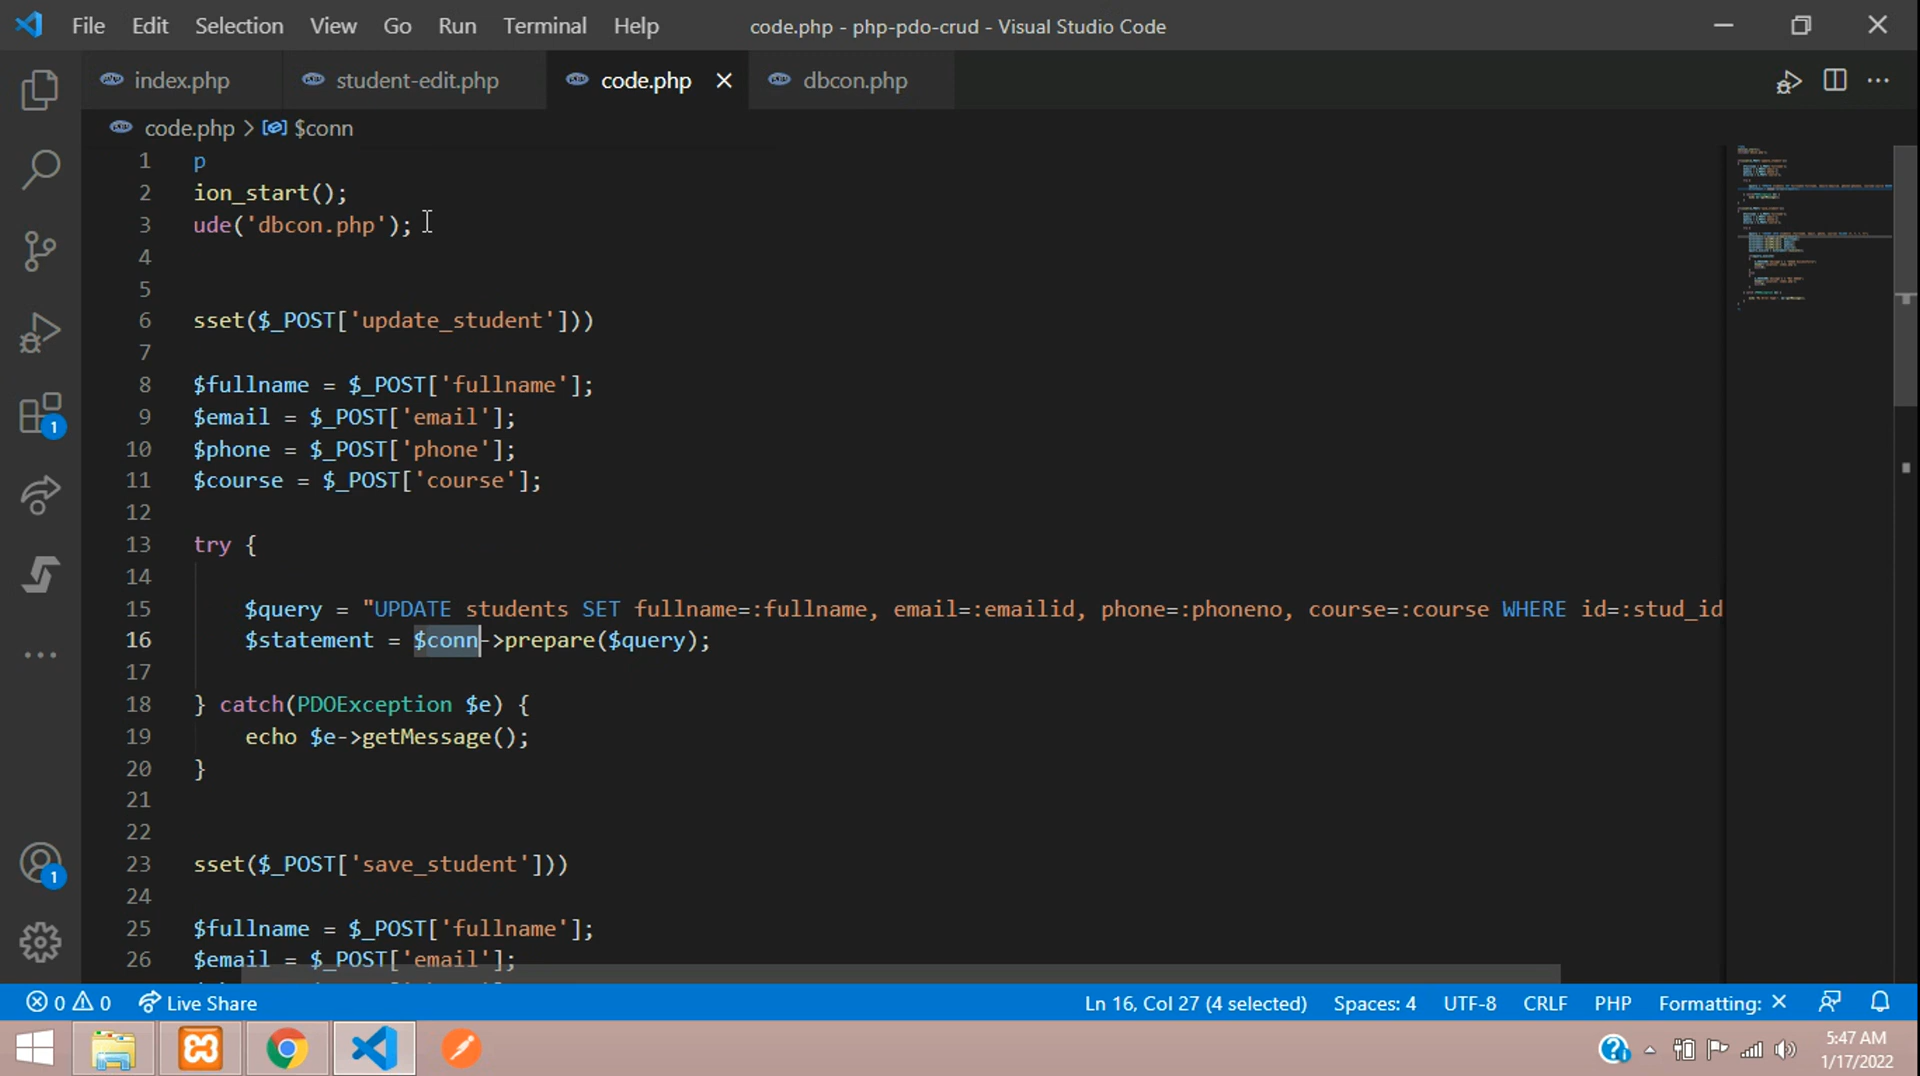 File Edit Selection View Go Run Terminal Help code.php - php-pdo-crud - Visual Studio Code
index.php student-edit.php code.php dbcon.php
code.php > $conn
1 p
2 ion_start();
3 ude('dbcon.php');
4
5
6 sset($_POST['update_student']))
7
8 $fullname = $_POST['fullname'];
9 $email = $_POST['email'];
10 $phone = $_POST['phone'];
11 $course = $_POST['course'];
12
13 try {
14
15 $query = "UPDATE students SET fullname=:fullname, email=:emailid, phone=:phoneno, course=:course WHERE id=:stud_id
16 $statement = $conn->prepare($query);
17
18 } catch(PDOException $e) {
19 echo $e->getMessage();
20 }
21
22
23 sset($_POST['save_student']))
24
25 $fullname = $_POST['fullname'];
26 $email = $_POST['email'];
1
1
0 0 Live Share Ln 16, Col 27 (4 selected) Spaces: 4 UTF-8 CRLF PHP Formatting: ×
5:47 AM
1/17/2022